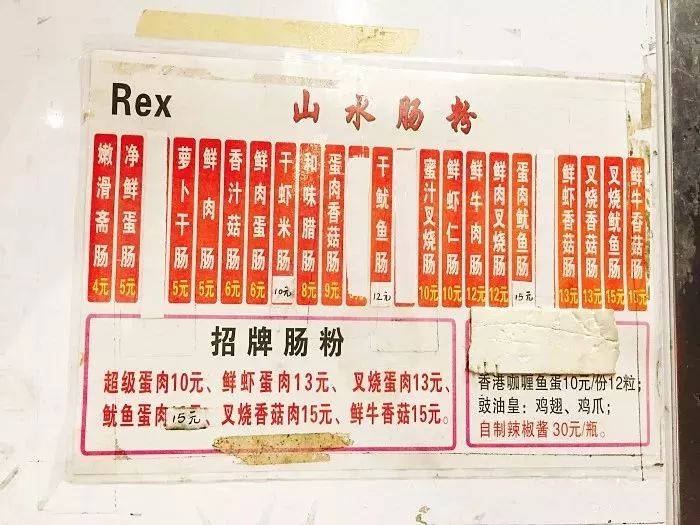 Rex
山水肠粉
嫩滑斋肠 4元
净鲜蛋肠 5元
萝卜干肠 5元
鲜肉肠 5元
香汁菇肠 6元
鲜肉蛋肠 6元
干虾米肠 10元
和味腊肠 8元
蛋肉香菇肠 9元
干鱿鱼肠 12元
蜜汁叉烧肠 10元
鲜虾仁肠 10元
鲜牛肉肠 12元
鲜肉叉烧肠 12元
蛋肉鱿鱼肠 15元
鲜虾香菇肠 13元
叉烧香菇肠 13元
叉烧鱿鱼肠 15元
鲜牛香菇肠
招牌肠粉
超级蛋肉10元、鲜虾蛋肉13元、叉烧蛋肉13元、
鱿鱼蛋肉15元、叉烧香菇肉15元、鲜牛香菇15元。
香港咖喱鱼蛋10元/份12粒；
豉油皇：鸡翅、鸡爪；
自制辣椒酱30元/瓶。